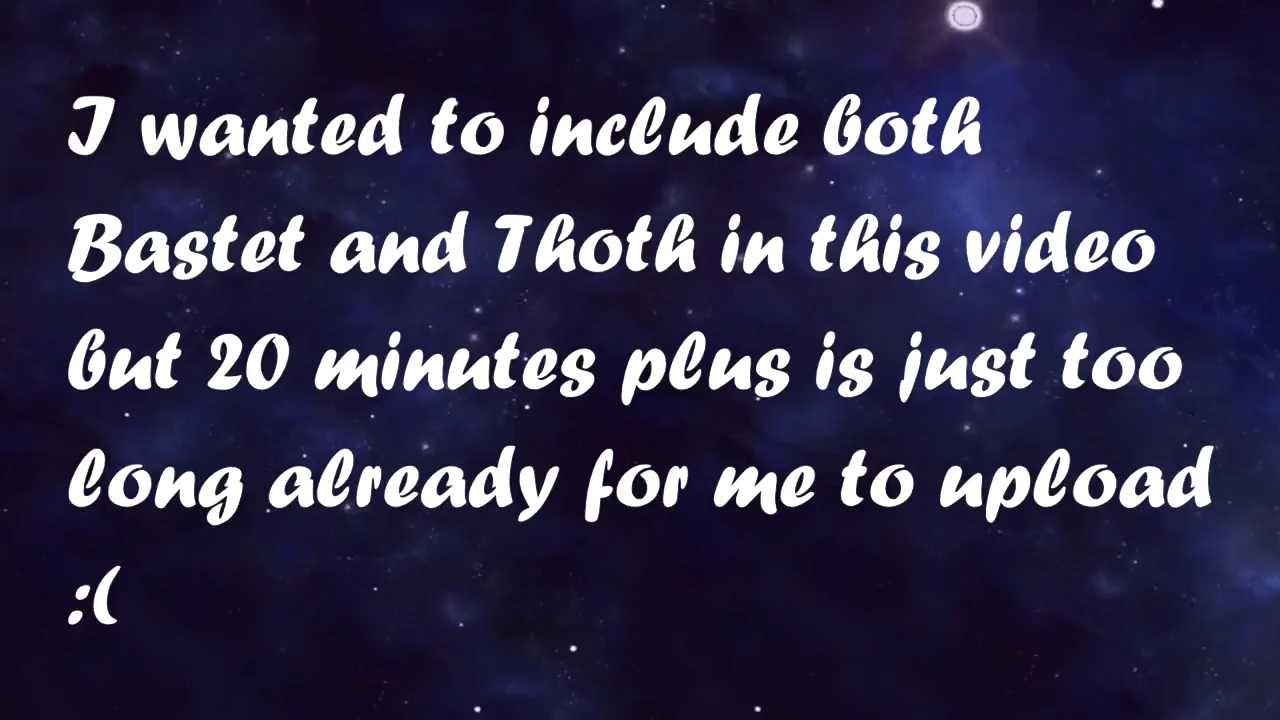 I wanted to include both
Bastet and Thoth in this video
but 20 minutes plus is just too
long already for me to upload
:(